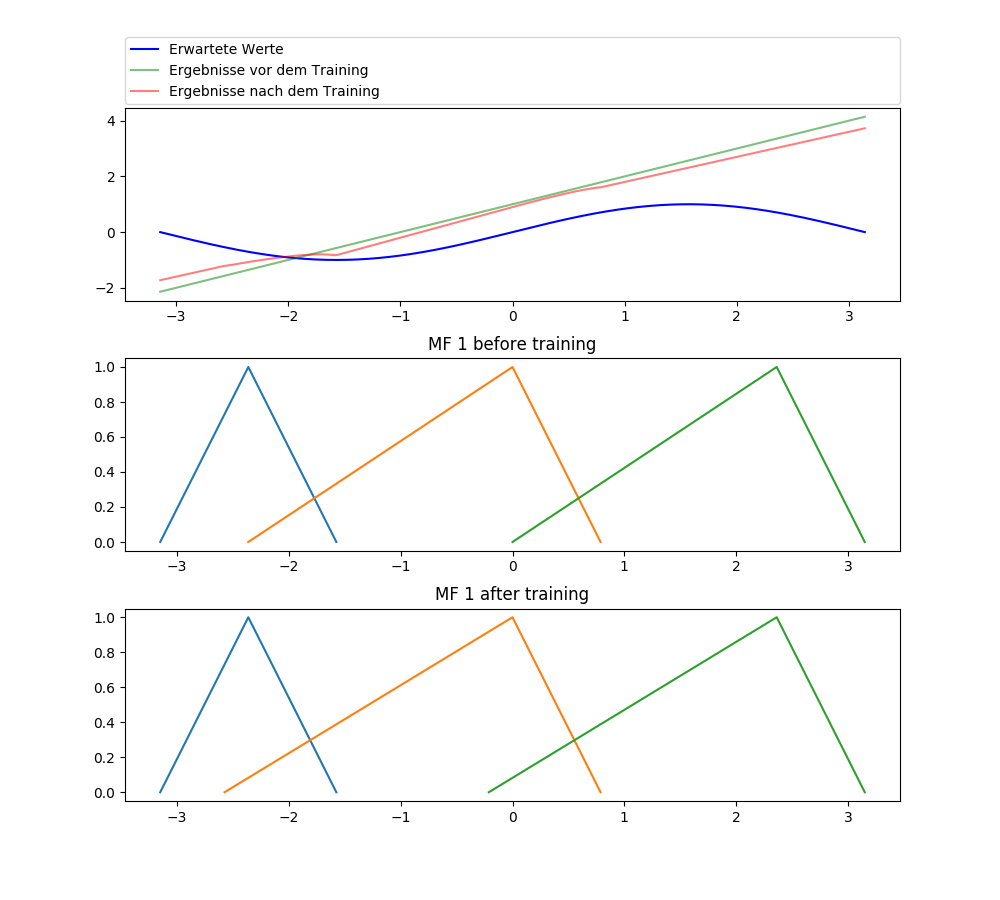 Erwartete Werte
Ergebnisse vor dem Training
Ergebnisse nach dem Training
4
2
0
−2
−3 −2 −1 0 1 2 3
MF 1 before training
1.0
0.8
0.6
0.4
0.2
0.0
−3 −2 −1 0 1 2 3
MF 1 after training
1.0
0.8
0.6
0.4
0.2
0.0
−3 −2 −1 0 1 2 3